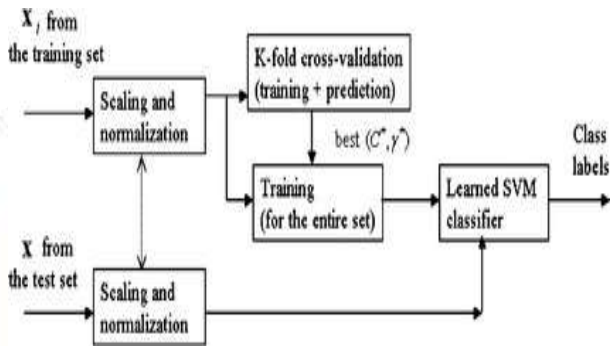 X_i from
the training set
Scaling and
normalization
K-fold cross-validation
(training + prediction)
best (C*,γ*)
Training
(for the entire set)
Learned SVM
classifier
Class
labels
X from
the test set
Scaling and
normalization